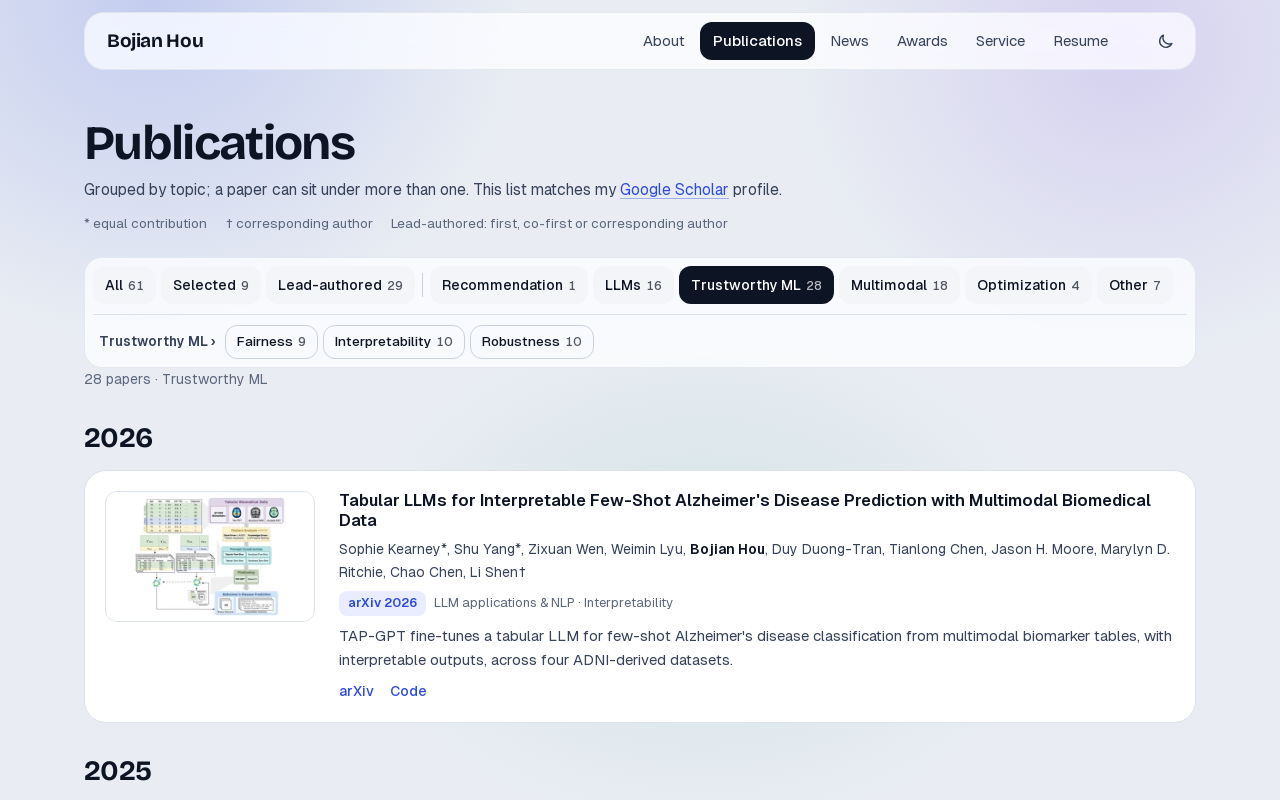 Bojian Hou
About Publications News Awards Service Resume
Publications
Grouped by topic; a paper can sit under more than one. This list matches my Google Scholar profile.
* equal contribution † corresponding author Lead-authored: first, co-first or corresponding author
All 61 Selected 9 Lead-authored 29 Recommendation 1 LLMs 16 Trustworthy ML 28 Multimodal 18 Optimization 4 Other 7
Trustworthy ML › Fairness 9 Interpretability 10 Robustness 10
28 papers · Trustworthy ML
2026
Tabular LLMs for Interpretable Few-Shot Alzheimer's Disease Prediction with Multimodal Biomedical
Data
Sophie Kearney*, Shu Yang*, Zixuan Wen, Weimin Lyu, Bojian Hou, Duy Duong-Tran, Tianlong Chen, Jason H. Moore, Marylyn D.
Ritchie, Chao Chen, Li Shen†
arXiv 2026 LLM applications & NLP · Interpretability
TAP-GPT fine-tunes a tabular LLM for few-shot Alzheimer's disease classification from multimodal biomarker tables, with
interpretable outputs, across four ADNI-derived datasets.
arXiv Code
2025